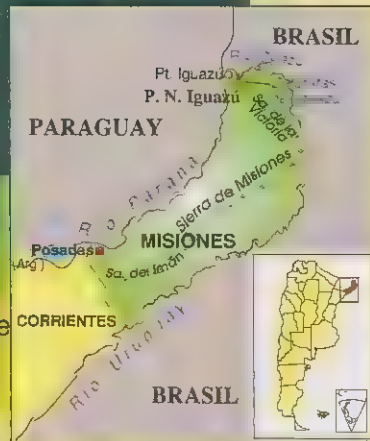 BRASIL
Pt. Iguazú
P. N. Iguazú
Sa. de la
Victoria
PARAGUAY
Río Paraná
Sierra de Misiones
Posadas
MISIONES
(Arg)
Sa. del Imán
e
CORRIENTES
Río Uruguay
BRASIL